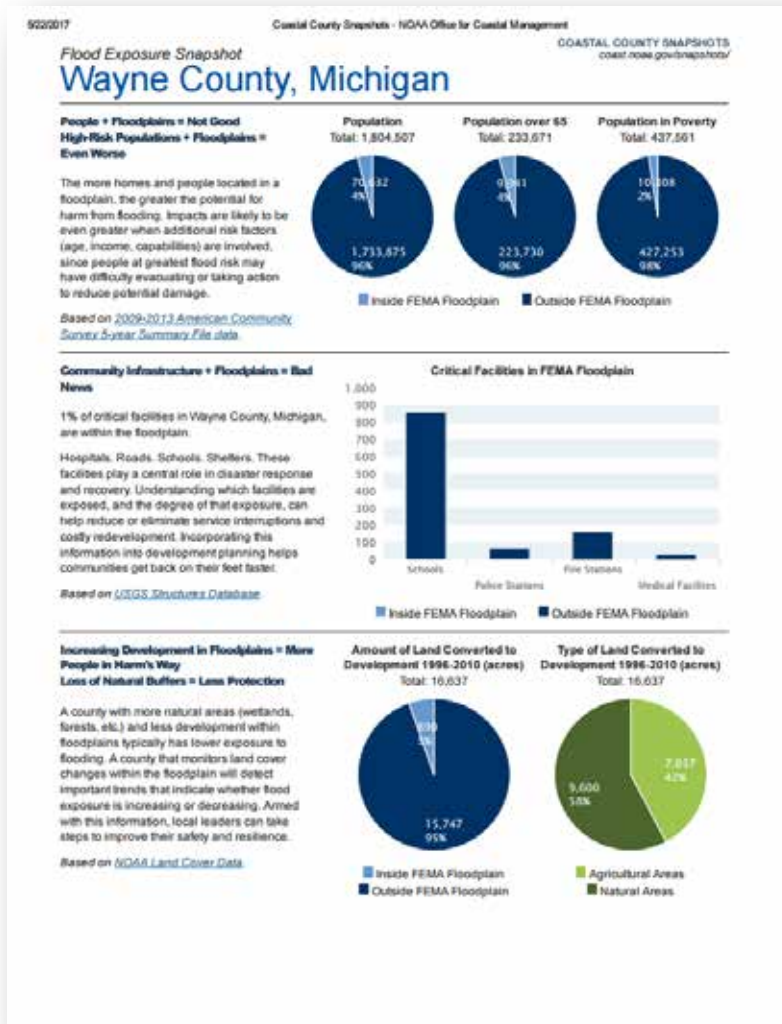 5/22/2017
Coastal County Snapshots - NOAA Office for Coastal Management
COASTAL COUNTY SNAPSHOTS
coast.noaa.gov/snapshots/
Flood Exposure Snapshot
Wayne County, Michigan
People + Floodplains = Not Good
High-Risk Populations + Floodplains =
Even Worse
The more homes and people located in a
floodplain, the greater the potential for
harm from flooding. Impacts are likely to be
even greater when additional risk factors
(age, income, capabilities) are involved,
since people at greatest flood risk may
have difficulty evacuating or taking action
to reduce potential damage.
Based on 2009-2013 American Community
Survey 5-year Summary File data.
Population
Total: 1,804,507
70,632
4%
1,733,875
96%
Population over 65
Total: 233,671
4%
223,730
96%
Population in Poverty
Total: 437,561
10,308
2%
427,253
98%
Inside FEMA Floodplain
Outside FEMA Floodplain
Community Infrastructure + Floodplains = Bad
News
1% of critical facilities in Wayne County, Michigan,
are within the floodplain.
Hospitals. Roads. Schools. Shelters. These
facilities play a central role in disaster response
and recovery. Understanding which facilities are
exposed, and the degree of that exposure, can
help reduce or eliminate service interruptions and
costly redevelopment. Incorporating this
information into development planning helps
communities get back on their feet faster.
Based on USGS Structures Database.
Critical Facilities in FEMA Floodplain
1,000
900
800
700
600
500
400
300
200
100
0
Schools
Police Stations
Fire Stations
Medical Facilities
Inside FEMA Floodplain
Outside FEMA Floodplain
Increasing Development in Floodplains = More
People in Harm's Way
Loss of Natural Buffers = Less Protection
A county with more natural areas (wetlands,
forests, etc.) and less development within
floodplains typically has lower exposure to
flooding. A county that monitors land cover
changes within the floodplain will detect
important trends that indicate whether flood
exposure is increasing or decreasing. Armed
with this information, local leaders can take
steps to improve their safety and resilience.
Based on NOAA Land Cover Data.
Amount of Land Converted to
Development 1996-2010 (acres)
Total: 16,637
890
5%
15,747
95%
Inside FEMA Floodplain
Outside FEMA Floodplain
Type of Land Converted to
Development 1996-2010 (acres)
Total: 16,637
7,037
42%
9,600
58%
Agricultural Areas
Natural Areas